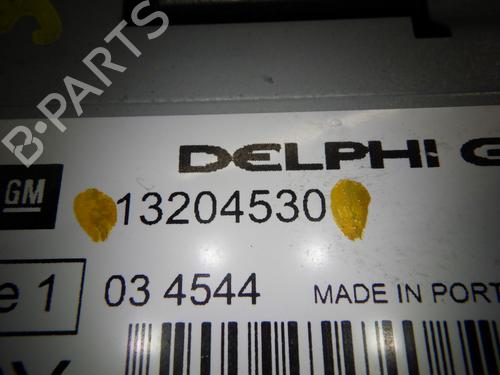 B-PARTS
DELPHI G
GM
13204530
e 1
03 4544
MADE IN PORT